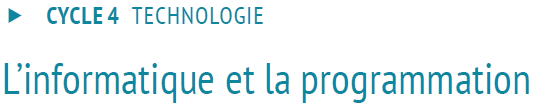 CYCLE 4 TECHNOLOGIE
L'informatique et la programmation